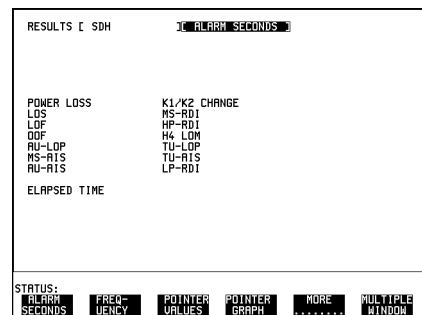 RESULTS [ SDH ][ ALARM SECONDS ]
POWER LOSS K1/K2 CHANGE
LOS MS-RDI
LOF HP-RDI
OOF H4 LOM
AU-LOP TU-LOP
MS-AIS TU-AIS
AU-AIS LP-RDI
ELAPSED TIME
STATUS:
ALARM FREQ- POINTER POINTER MORE MULTIPLE
SECONDS UENCY VALUES GRAPH ........ WINDOW